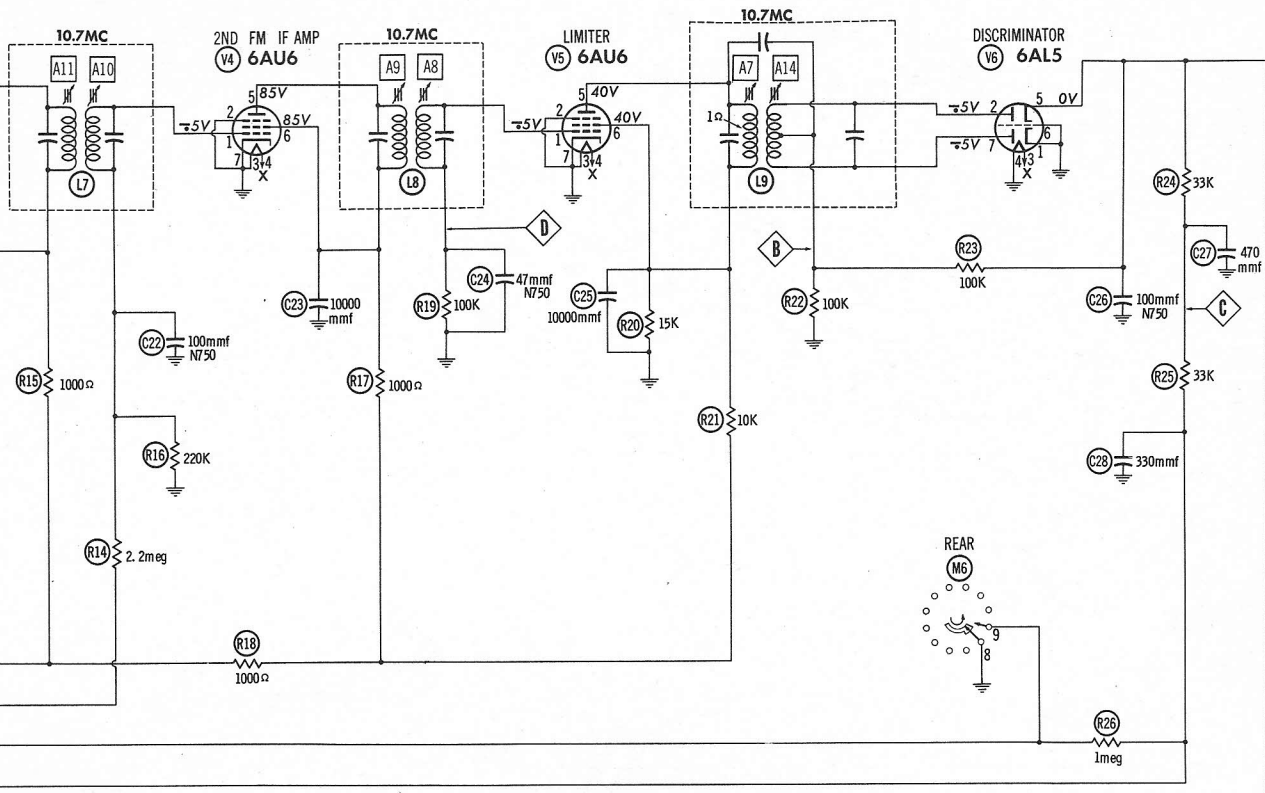 10.7MC
2ND FM IF AMP
V4 6AU6
10.7MC
LIMITER
V5 6AU6
10.7MC
DISCRIMINATOR
V6 6AL5
A11 A10
A9 A8
A7 A14
5 85V
5 40V
5 0V
-.5V 2 1 85V 6
7 3 4 X
-.5V 2 1 40V 6
7 3 4 X
1Ω
-.5V 2
-.5V 7
6 1
4 3 X
L7
L8
L9
R24 33K
D
B
C27 470 mmf
R23 100K
C23 10000 mmf
C24 47mmf N750
R19 100K
C25 10000mmf
R20 15K
R22 100K
C26 100mmf N750
C
C22 100mmf N750
R15 1000Ω
R17 1000Ω
R25 33K
R21 10K
R16 220K
C28 330mmf
R14 2.2meg
REAR
M6
9
8
R18
1000Ω
R26
1meg